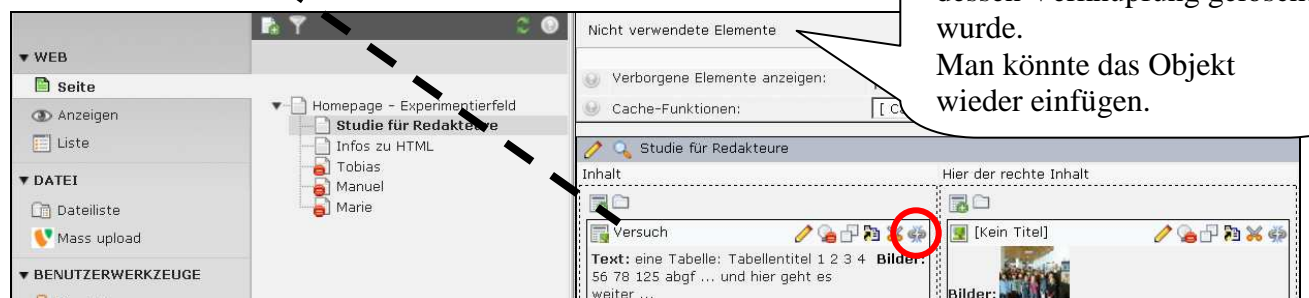 dessen Verknüpfung gelöscht
wurde.
Man könnte das Objekt
wieder einfügen.
Nicht verwendete Elemente
WEB
Seite
Anzeigen
Liste
DATEI
Dateiliste
Mass upload
BENUTZERWERKZEUGE
Homepage - Experimentierfeld
Studie für Redakteure
Infos zu HTML
Tobias
Manuel
Marie
Verborgene Elemente anzeigen:
Cache-Funktionen:
Studie für Redakteure
Inhalt
Versuch
Text: eine Tabelle: Tabellentitel 1 2 3 4 Bilder:
56 78 125 abgf ... und hier geht es
weiter ...
Hier der rechte Inhalt
[Kein Titel]
Bilder: